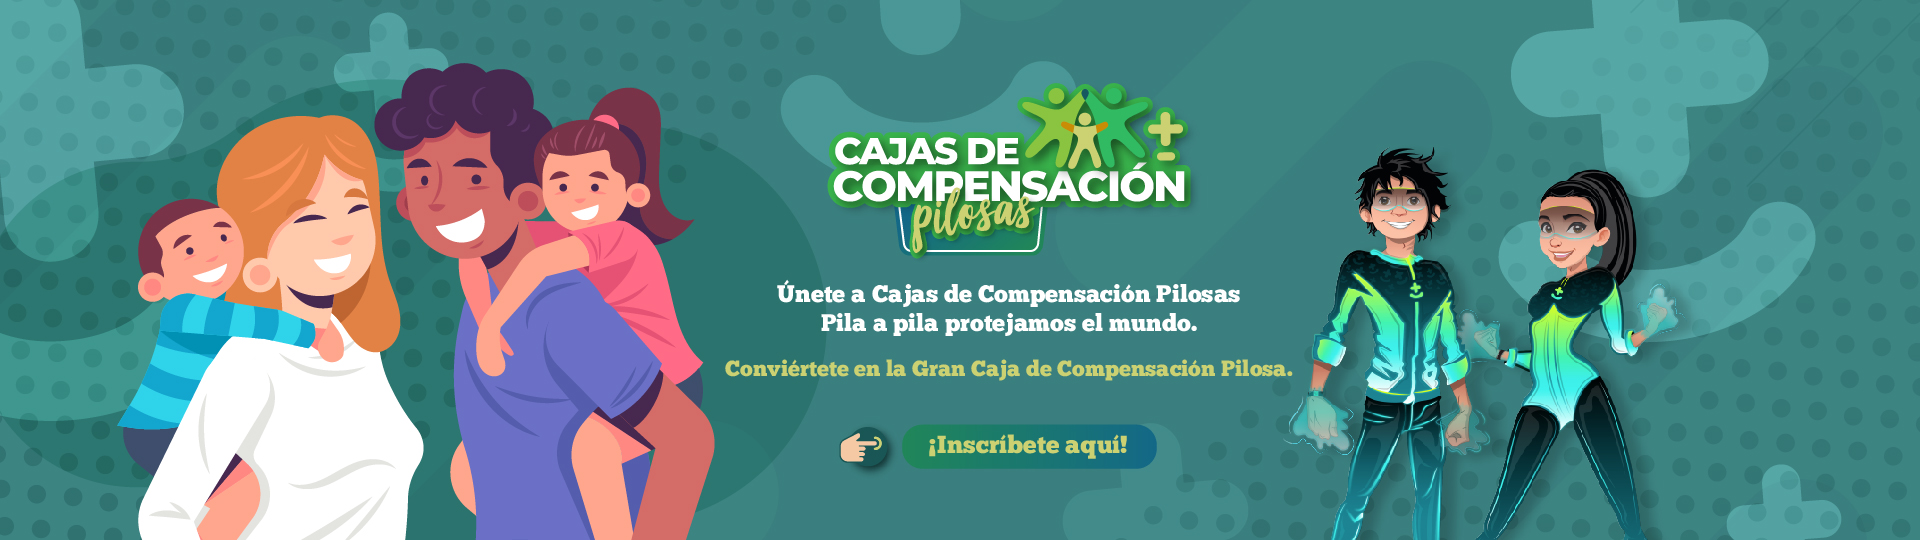 CAJAS DE
COMPENSACIÓN
pilosas
Únete a Cajas de Compensación Pilosas
Pila a pila protejamos el mundo.
Conviértete en la Gran Caja de Compensación Pilosa.
¡Inscríbete aquí!